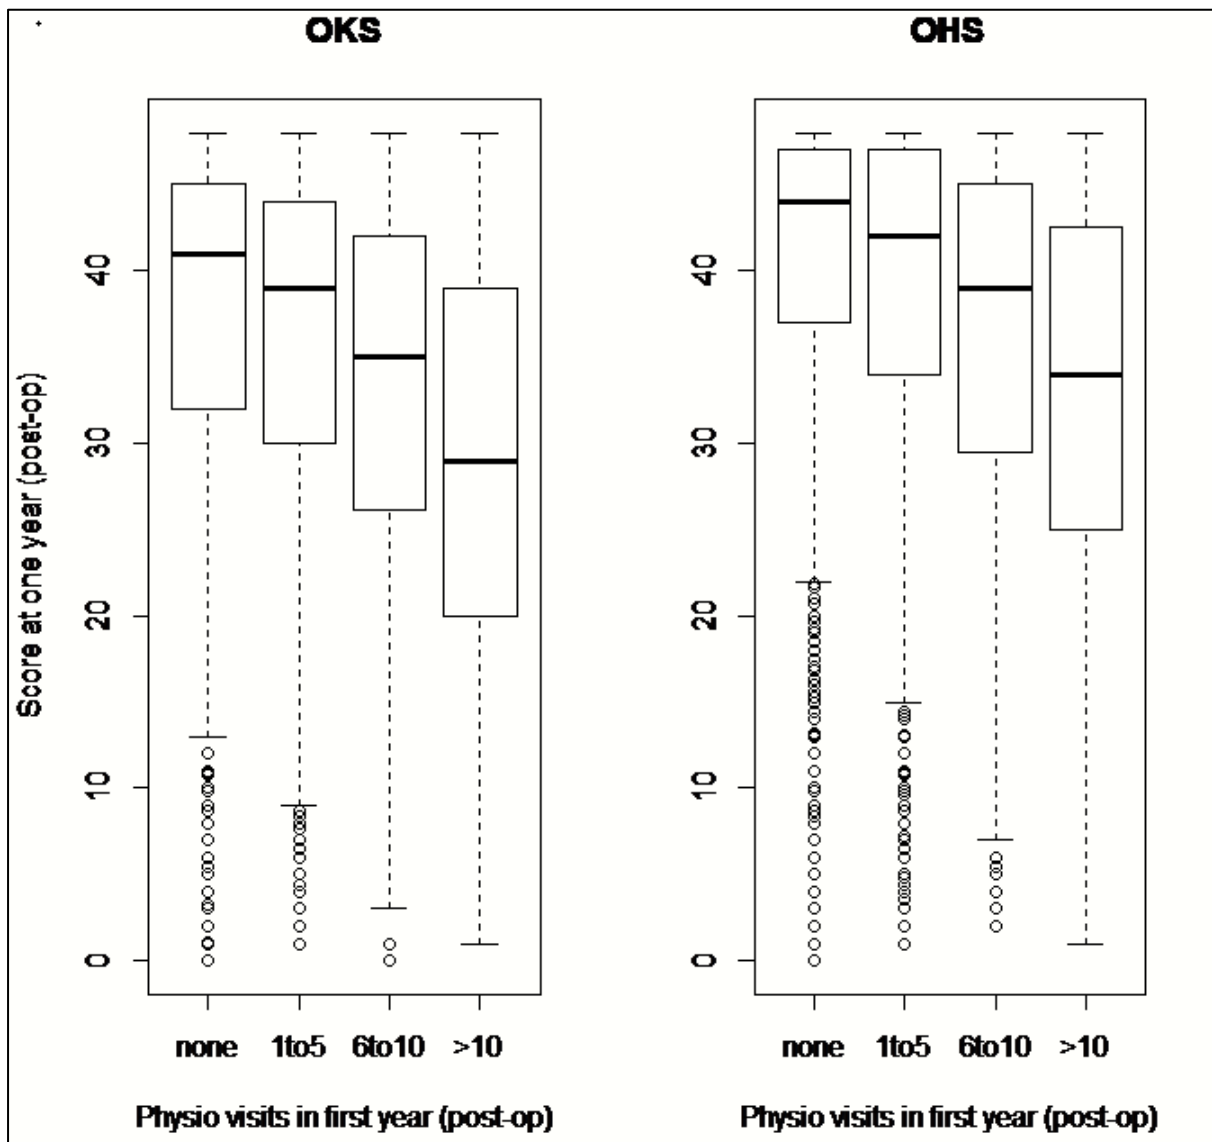 OKS
OHS
Score at one year (post-op)
40
30
20
10
0
none 1to5 6to10 >10
Physio visits in first year (post-op)
40
30
20
10
0
none 1to5 6to10 >10
Physio visits in first year (post-op)